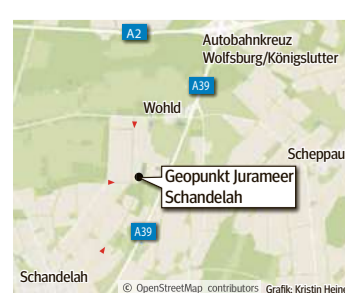 A2
Autobahnkreuz
Wolfsburg/Königslutter
A39
Wohld
Scheppau
Geopunkt Jurameer
Schandelah
A39
Schandelah
© OpenStreetMap contributors Grafik: Kristin Heine